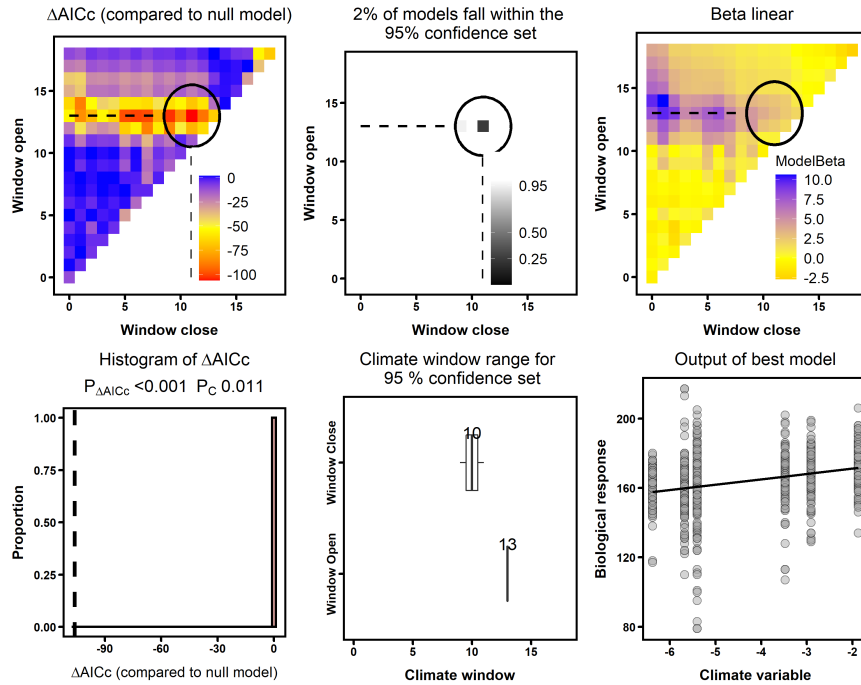 ΔAICc (compared to null model)
Window open
15
10
5
0
0
5
10
15
Window close
0
-25
-50
-75
-100
2% of models fall within the
95% confidence set
Window open
15
10
5
0
0
5
10
15
Window close
0.95
0.50
0.25
Beta linear
Window open
15
10
5
0
0
5
10
15
Window close
ModelBeta
10.0
7.5
5.0
2.5
0.0
-2.5
Histogram of ΔAICc
PΔAICc <0.001 PC 0.011
Proportion
1.00
0.75
0.50
0.25
0.00
-90
-60
-30
0
ΔAICc (compared to null model)
Climate window range for
95 % confidence set
Window Close
Window Open
10
13
0
5
10
15
Climate window
Output of best model
Biological response
200
160
120
80
-6
-5
-4
-3
-2
Climate variable